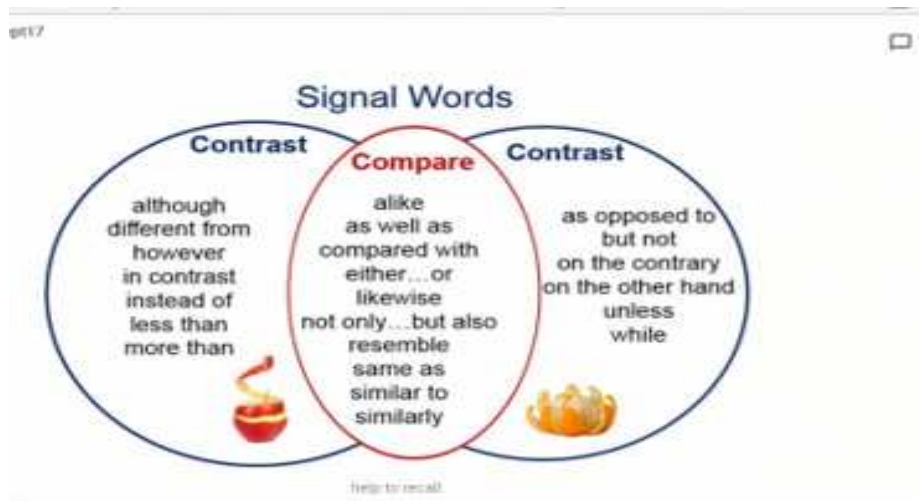 Signal Words
Contrast
although
different from
however
in contrast
instead of
less than
more than
Compare
alike
as well as
compared with
either...or
likewise
not only...but also
resemble
same as
similar to
similarly
Contrast
as opposed to
but not
on the contrary
on the other hand
unless
while
help to recall